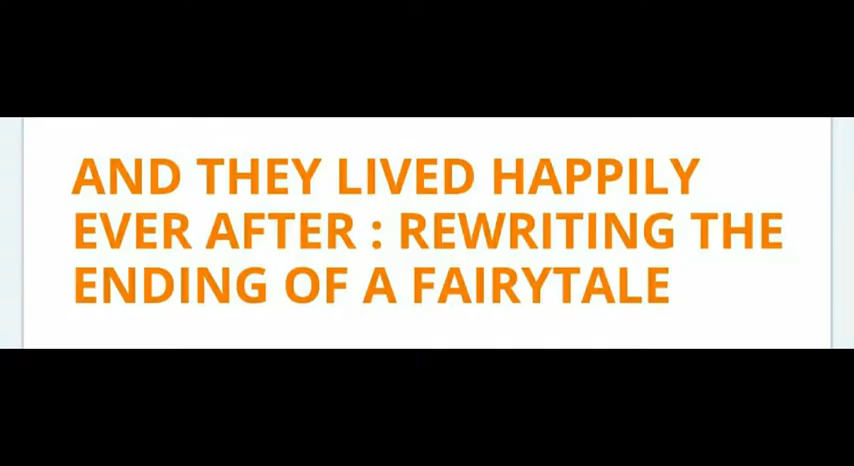 AND THEY LIVED HAPPILY
EVER AFTER : REWRITING THE
ENDING OF A FAIRYTALE